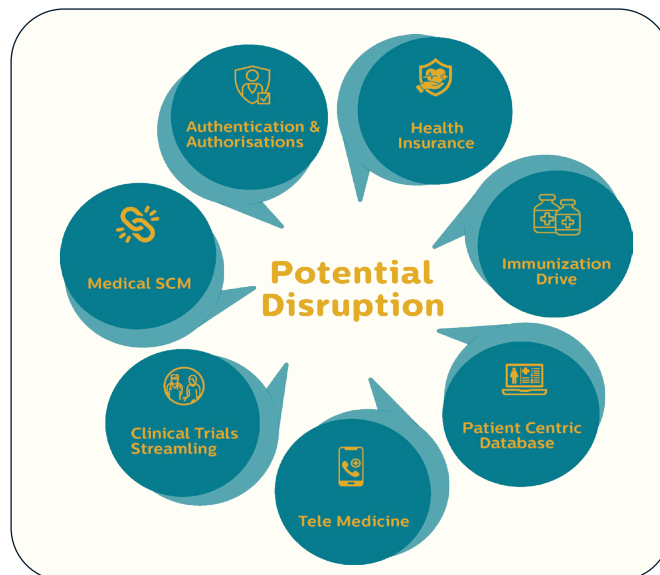 Authentication &
Authorisations
Health
Insurance
Medical SCM
Potential
Disruption
Immunization
Drive
Clinical Trials
Streamling
Patient Centric
Database
Tele Medicine